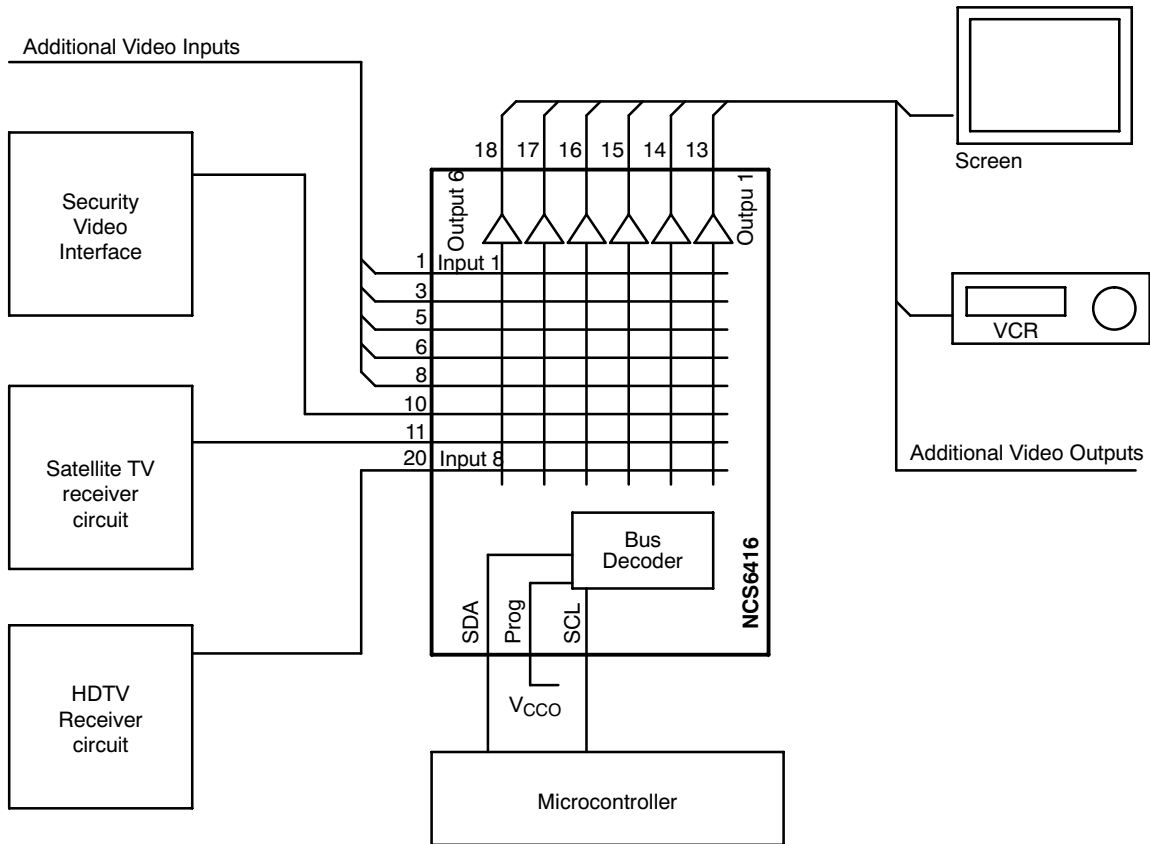 Additional Video Inputs
Screen
18 17 16 15 14 13
Output 6
Outpu 1
Security
Video
Interface
1 Input 1
3
5
6
8
10
11
20 Input 8
VCR
Additional Video Outputs
Satellite TV
receiver
circuit
Bus
Decoder
NCS6416
SDA
Prog
SCL
VCCO
HDTV
Receiver
circuit
Microcontroller